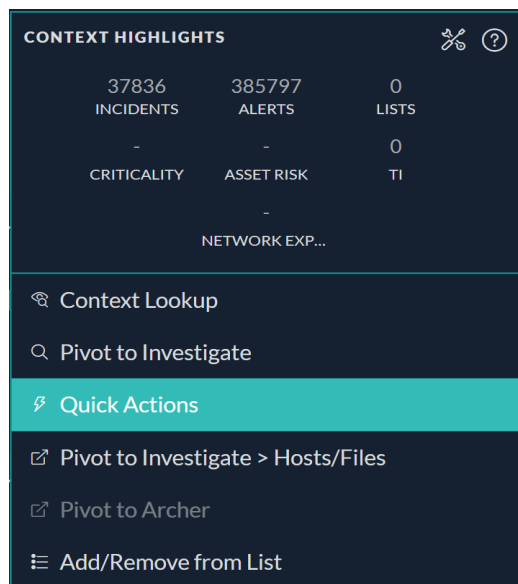 CONTEXT HIGHLIGHTS
37836 385797 0
INCIDENTS ALERTS LISTS
- - 0
CRITICALITY ASSET RISK TI
-
NETWORK EXP...
Context Lookup
Pivot to Investigate
Quick Actions
Pivot to Investigate > Hosts/Files
Pivot to Archer
Add/Remove from List